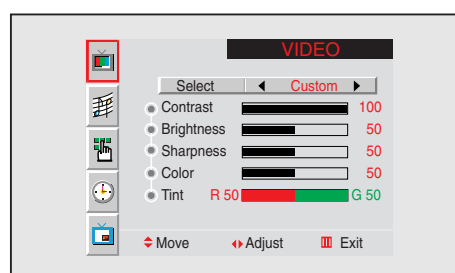 VIDEO
Select Custom
Contrast 100
Brightness 50
Sharpness 50
Color 50
Tint R 50 G 50
Move Adjust Exit